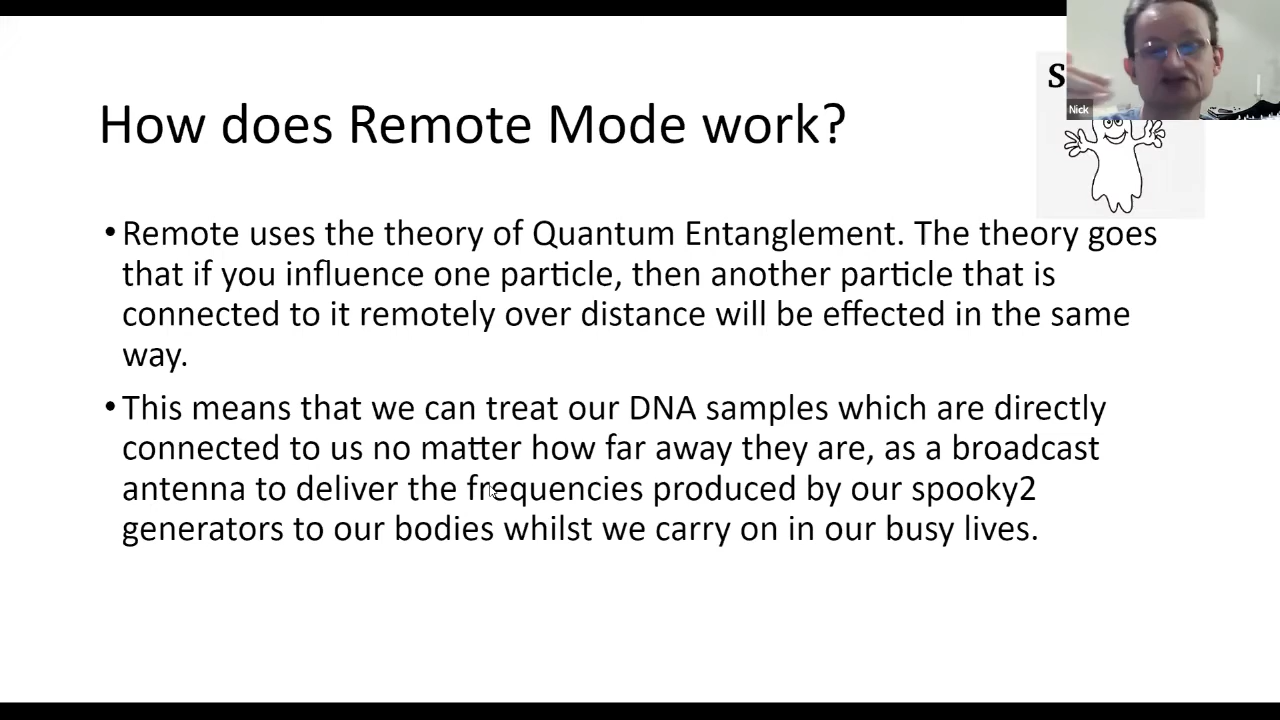 S
Nick
How does Remote Mode work?
•Remote uses the theory of Quantum Entanglement. The theory goes
that if you influence one particle, then another particle that is
connected to it remotely over distance will be effected in the same
way.
•This means that we can treat our DNA samples which are directly
connected to us no matter how far away they are, as a broadcast
antenna to deliver the frequencies produced by our spooky2
generators to our bodies whilst we carry on in our busy lives.